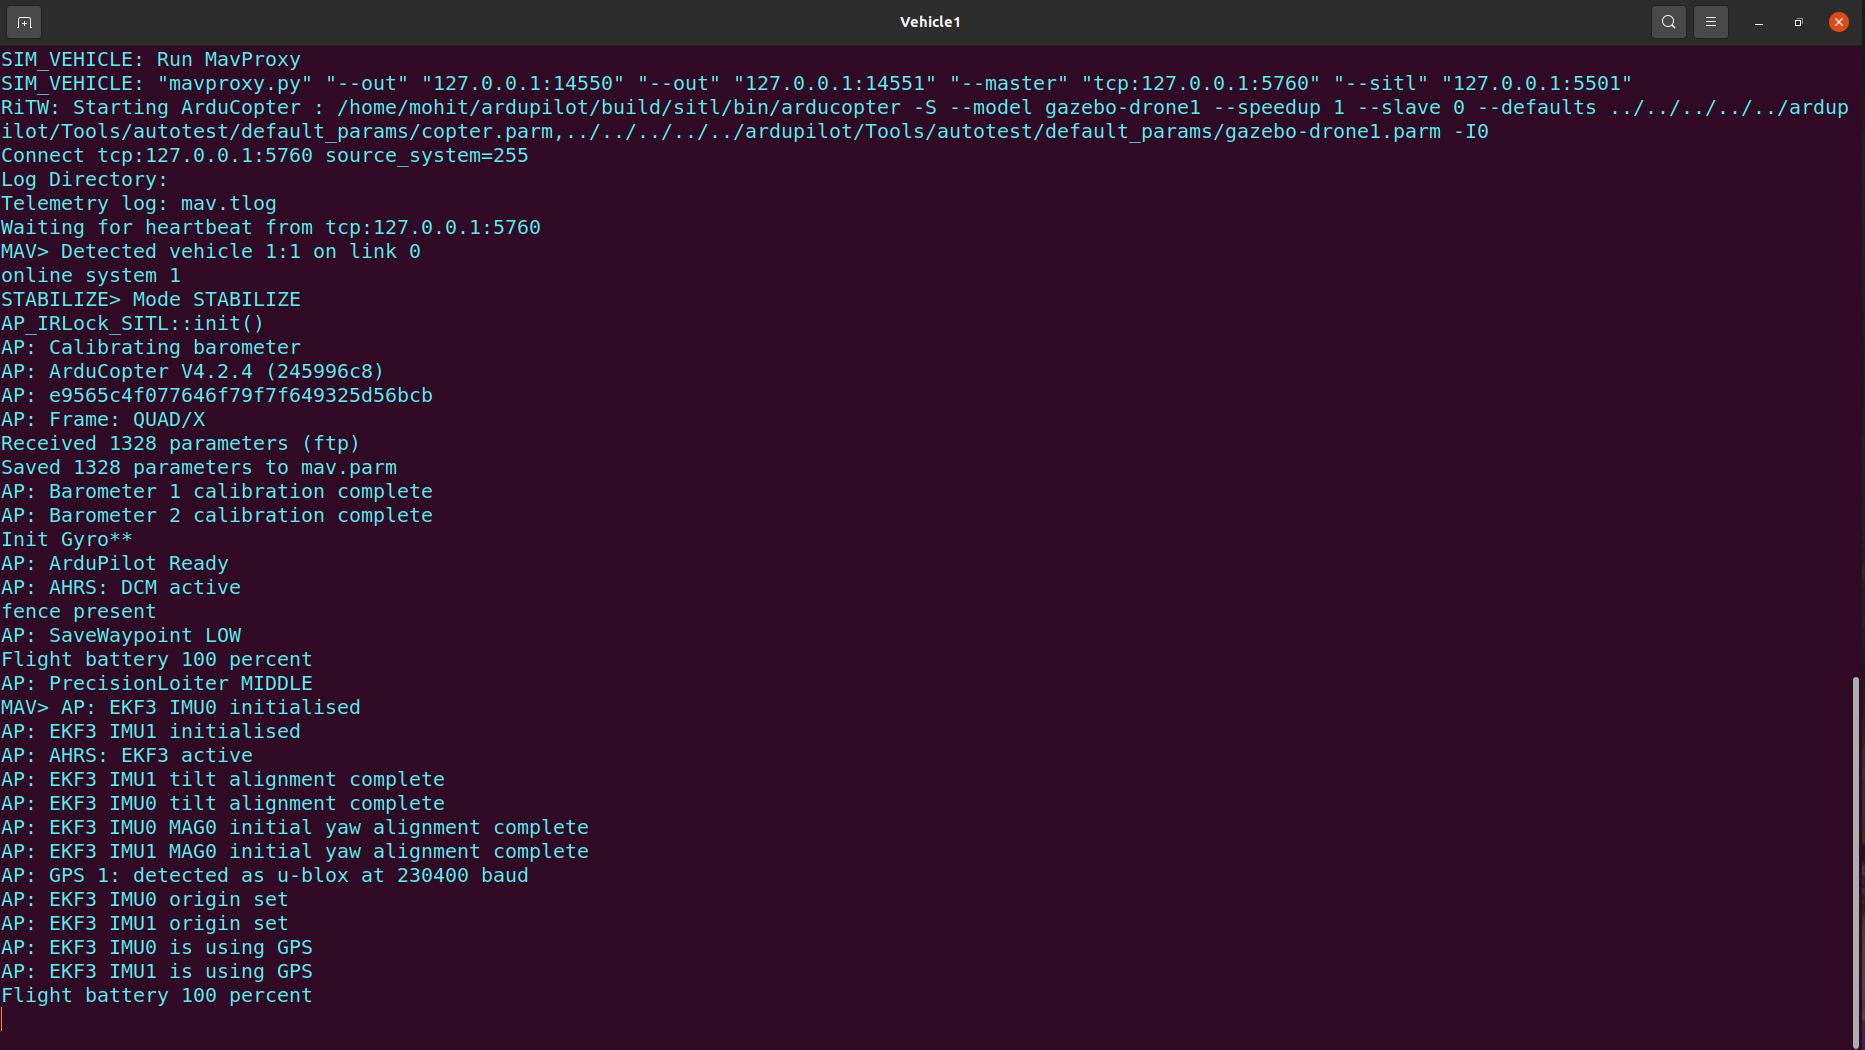 Vehicle1
SIM_VEHICLE: Run MavProxy
SIM_VEHICLE: "mavproxy.py" "--out" "127.0.0.1:14550" "--out" "127.0.0.1:14551" "--master" "tcp:127.0.0.1:5760" "--sitl" "127.0.0.1:5501"
RiTW: Starting ArduCopter : /home/mohit/ardupilot/build/sitl/bin/arducopter -S --model gazebo-drone1 --speedup 1 --slave 0 --defaults ../../../../../ardup
ilot/Tools/autotest/default_params/copter.parm,../../../../../ardupilot/Tools/autotest/default_params/gazebo-drone1.parm -I0
Connect tcp:127.0.0.1:5760 source_system=255
Log Directory:
Telemetry log: mav.tlog
Waiting for heartbeat from tcp:127.0.0.1:5760
MAV> Detected vehicle 1:1 on link 0
online system 1
STABILIZE> Mode STABILIZE
AP_IRLock_SITL::init()
AP: Calibrating barometer
AP: ArduCopter V4.2.4 (245996c8)
AP: e9565c4f077646f79f7f649325d56bcb
AP: Frame: QUAD/X
Received 1328 parameters (ftp)
Saved 1328 parameters to mav.parm
AP: Barometer 1 calibration complete
AP: Barometer 2 calibration complete
Init Gyro**
AP: ArduPilot Ready
AP: AHRS: DCM active
fence present
AP: SaveWaypoint LOW
Flight battery 100 percent
AP: PrecisionLoiter MIDDLE
MAV> AP: EKF3 IMU0 initialised
AP: EKF3 IMU1 initialised
AP: AHRS: EKF3 active
AP: EKF3 IMU1 tilt alignment complete
AP: EKF3 IMU0 tilt alignment complete
AP: EKF3 IMU0 MAG0 initial yaw alignment complete
AP: EKF3 IMU1 MAG0 initial yaw alignment complete
AP: GPS 1: detected as u-blox at 230400 baud
AP: EKF3 IMU0 origin set
AP: EKF3 IMU1 origin set
AP: EKF3 IMU0 is using GPS
AP: EKF3 IMU1 is using GPS
Flight battery 100 percent